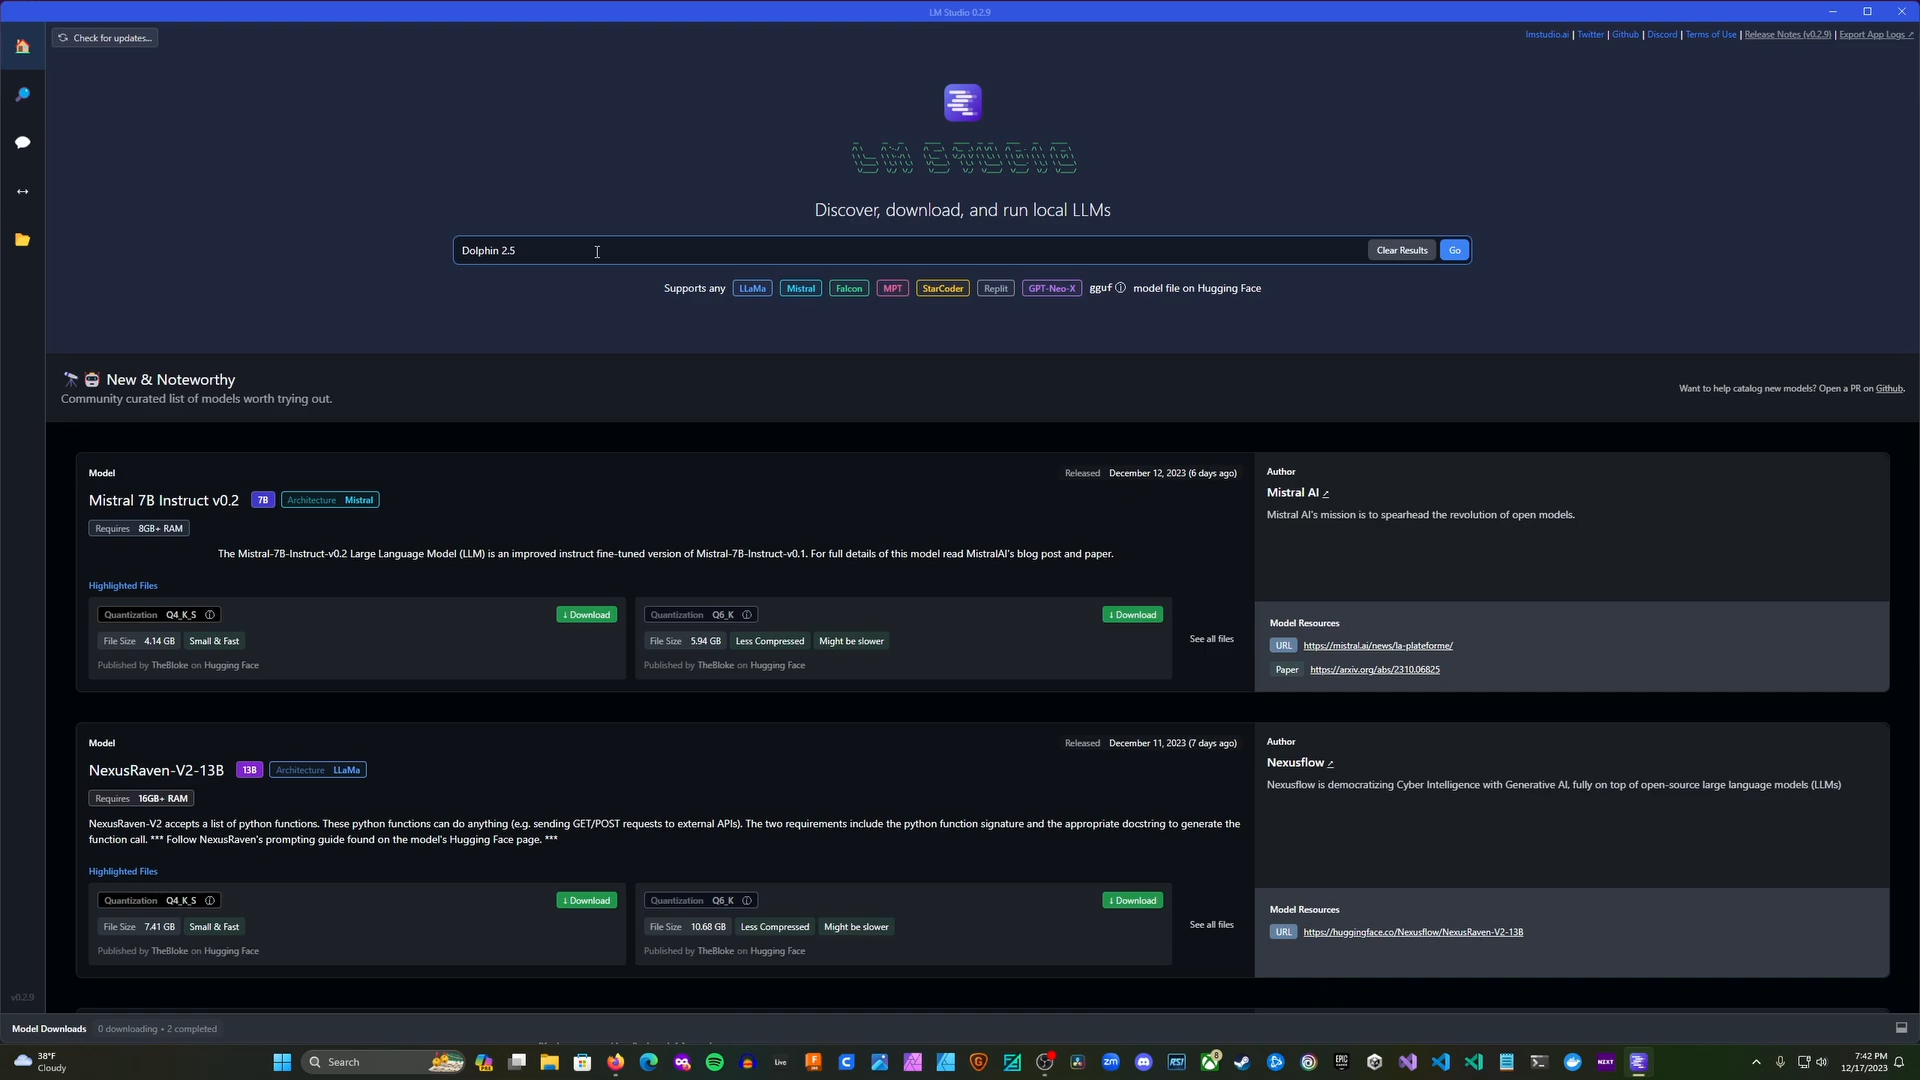 LM Studio 0.2.9
Check for updates...
lmstudio.ai | Twitter | Github | Discord | Terms of Use | Release Notes (v0.2.9) | Export App Logs ↗
LM STUDIO
Discover, download, and run local LLMs
Dolphin 2.5
Clear Results
Go
Supports any LLaMa Mistral Falcon MPT StarCoder Replit GPT-Neo-X gguf ⓘ model file on Hugging Face
New & Noteworthy
Community curated list of models worth trying out.
Want to help catalog new models? Open a PR on Github.
Model
Released December 12, 2023 (6 days ago)
Mistral 7B Instruct v0.2 7B Architecture Mistral
Requires 8GB+ RAM
The Mistral-7B-Instruct-v0.2 Large Language Model (LLM) is an improved instruct fine-tuned version of Mistral-7B-Instruct-v0.1. For full details of this model read MistralAI's blog post and paper.
Highlighted Files
Quantization Q4_K_S ⓘ ↓ Download
File Size 4.14 GB Small & Fast
Published by TheBloke on Hugging Face
Quantization Q6_K ⓘ ↓ Download
File Size 5.94 GB Less Compressed Might be slower
Published by TheBloke on Hugging Face
See all files
Author
Mistral AI ↗
Mistral AI's mission is to spearhead the revolution of open models.
Model Resources
URL https://mistral.ai/news/la-plateforme/
Paper https://arxiv.org/abs/2310.06825
Model
Released December 11, 2023 (7 days ago)
NexusRaven-V2-13B 13B Architecture LLaMa
Requires 16GB+ RAM
NexusRaven-V2 accepts a list of python functions. These python functions can do anything (e.g. sending GET/POST requests to external APIs). The two requirements include the python function signature and the appropriate docstring to generate the
function call. *** Follow NexusRaven's prompting guide found on the model's Hugging Face page. ***
Highlighted Files
Quantization Q4_K_S ⓘ ↓ Download
File Size 7.41 GB Small & Fast
Published by TheBloke on Hugging Face
Quantization Q6_K ⓘ ↓ Download
File Size 10.68 GB Less Compressed Might be slower
Published by TheBloke on Hugging Face
See all files
Author
Nexusflow ↗
Nexusflow is democratizing Cyber Intelligence with Generative AI, fully on top of open-source large language models (LLMs)
Model Resources
URL https://huggingface.co/Nexusflow/NexusRaven-V2-13B
v0.2.9
Model Downloads 0 downloading • 2 completed
38°F
Cloudy
Search
Live
zm
RSI
EPIC
NZXT
7:42 PM
12/17/2023